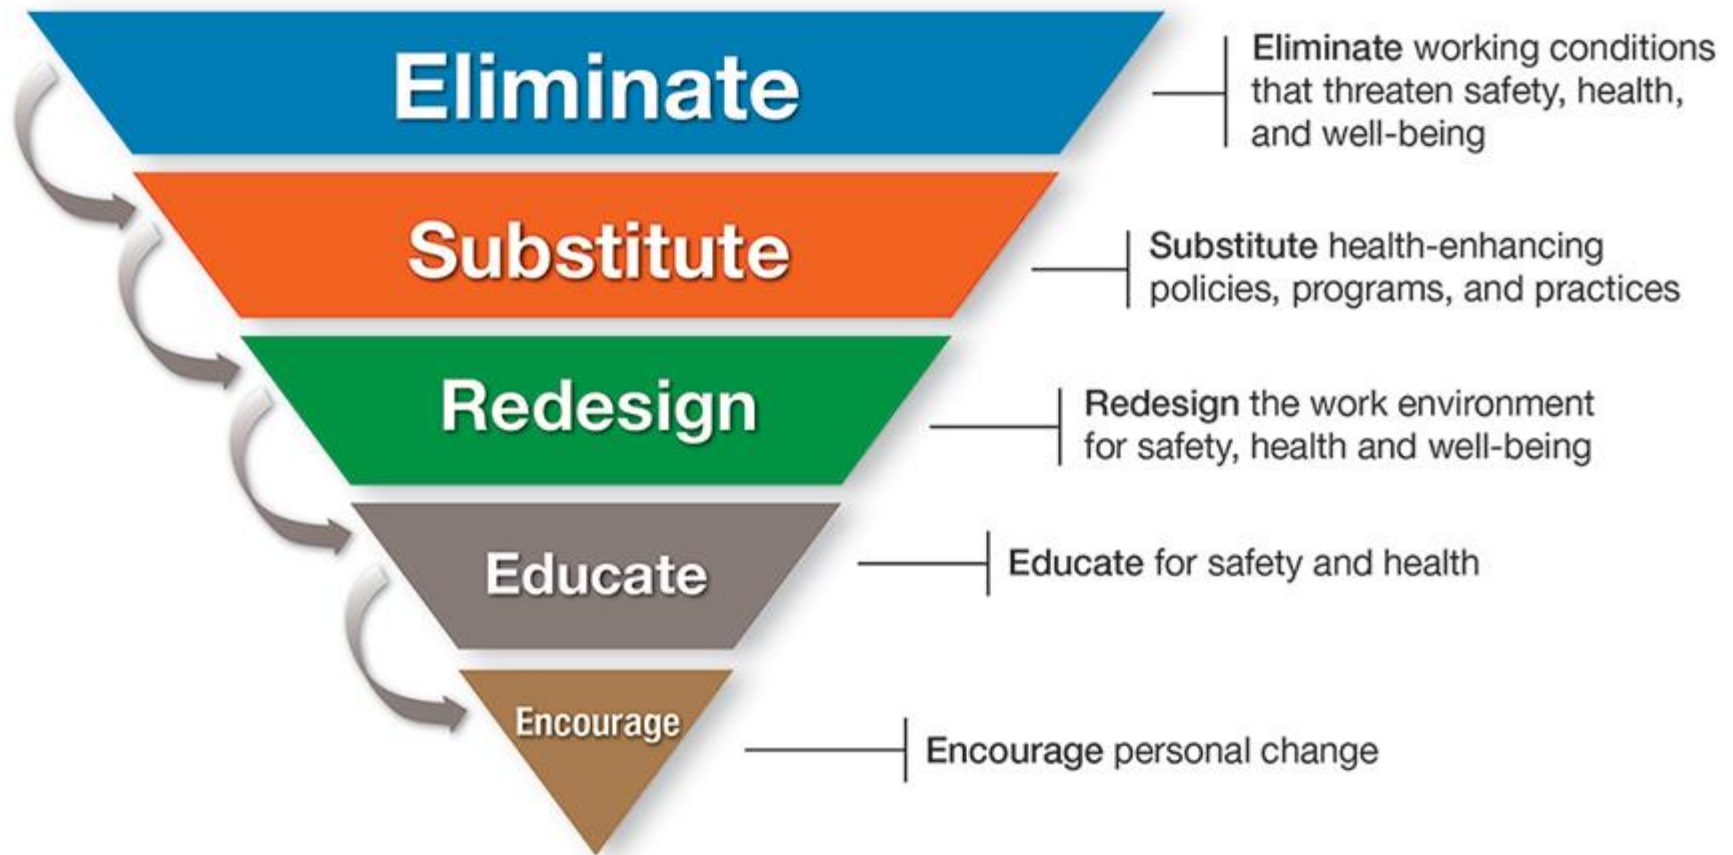 Eliminate
Eliminate working conditions
that threaten safety, health,
and well-being
Substitute
Substitute health-enhancing
policies, programs, and practices
Redesign
Redesign the work environment
for safety, health and well-being
Educate
Educate for safety and health
Encourage
Encourage personal change